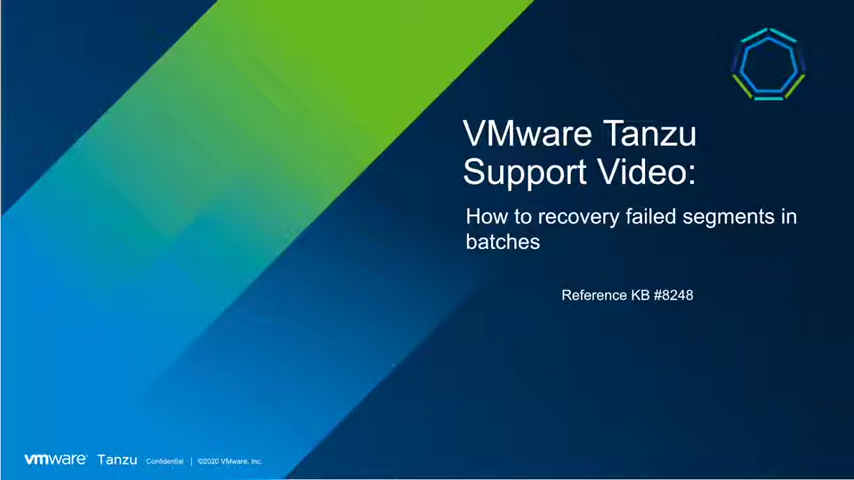 VMware Tanzu
Support Video:
How to recovery failed segments in
batches
Reference KB #8248
vmware Tanzu Confidential | ©2020 VMware, Inc.